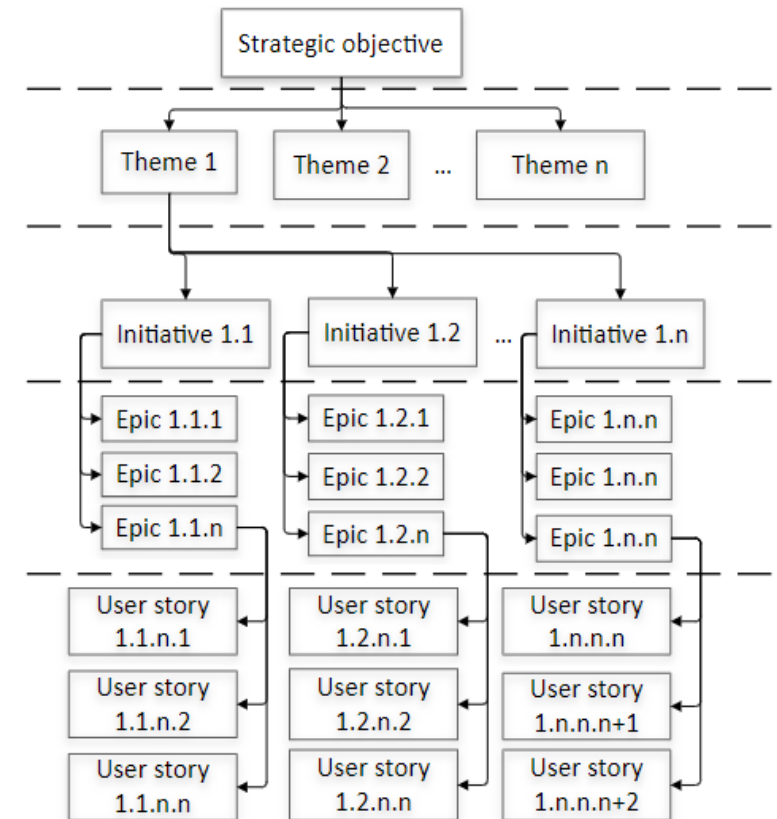 Strategic objective
Theme 1
Theme 2
...
Theme n
Initiative 1.1
Initiative 1.2
...
Initiative 1.n
Epic 1.1.1
Epic 1.2.1
Epic 1.n.n
Epic 1.1.2
Epic 1.2.2
Epic 1.n.n
Epic 1.1.n
Epic 1.2.n
Epic 1.n.n
User story
1.1.n.1
User story
1.2.n.1
User story
1.n.n.n
User story
1.1.n.2
User story
1.2.n.2
User story
1.n.n.n+1
User story
1.1.n.n
User story
1.2.n.n
User story
1.n.n.n+2